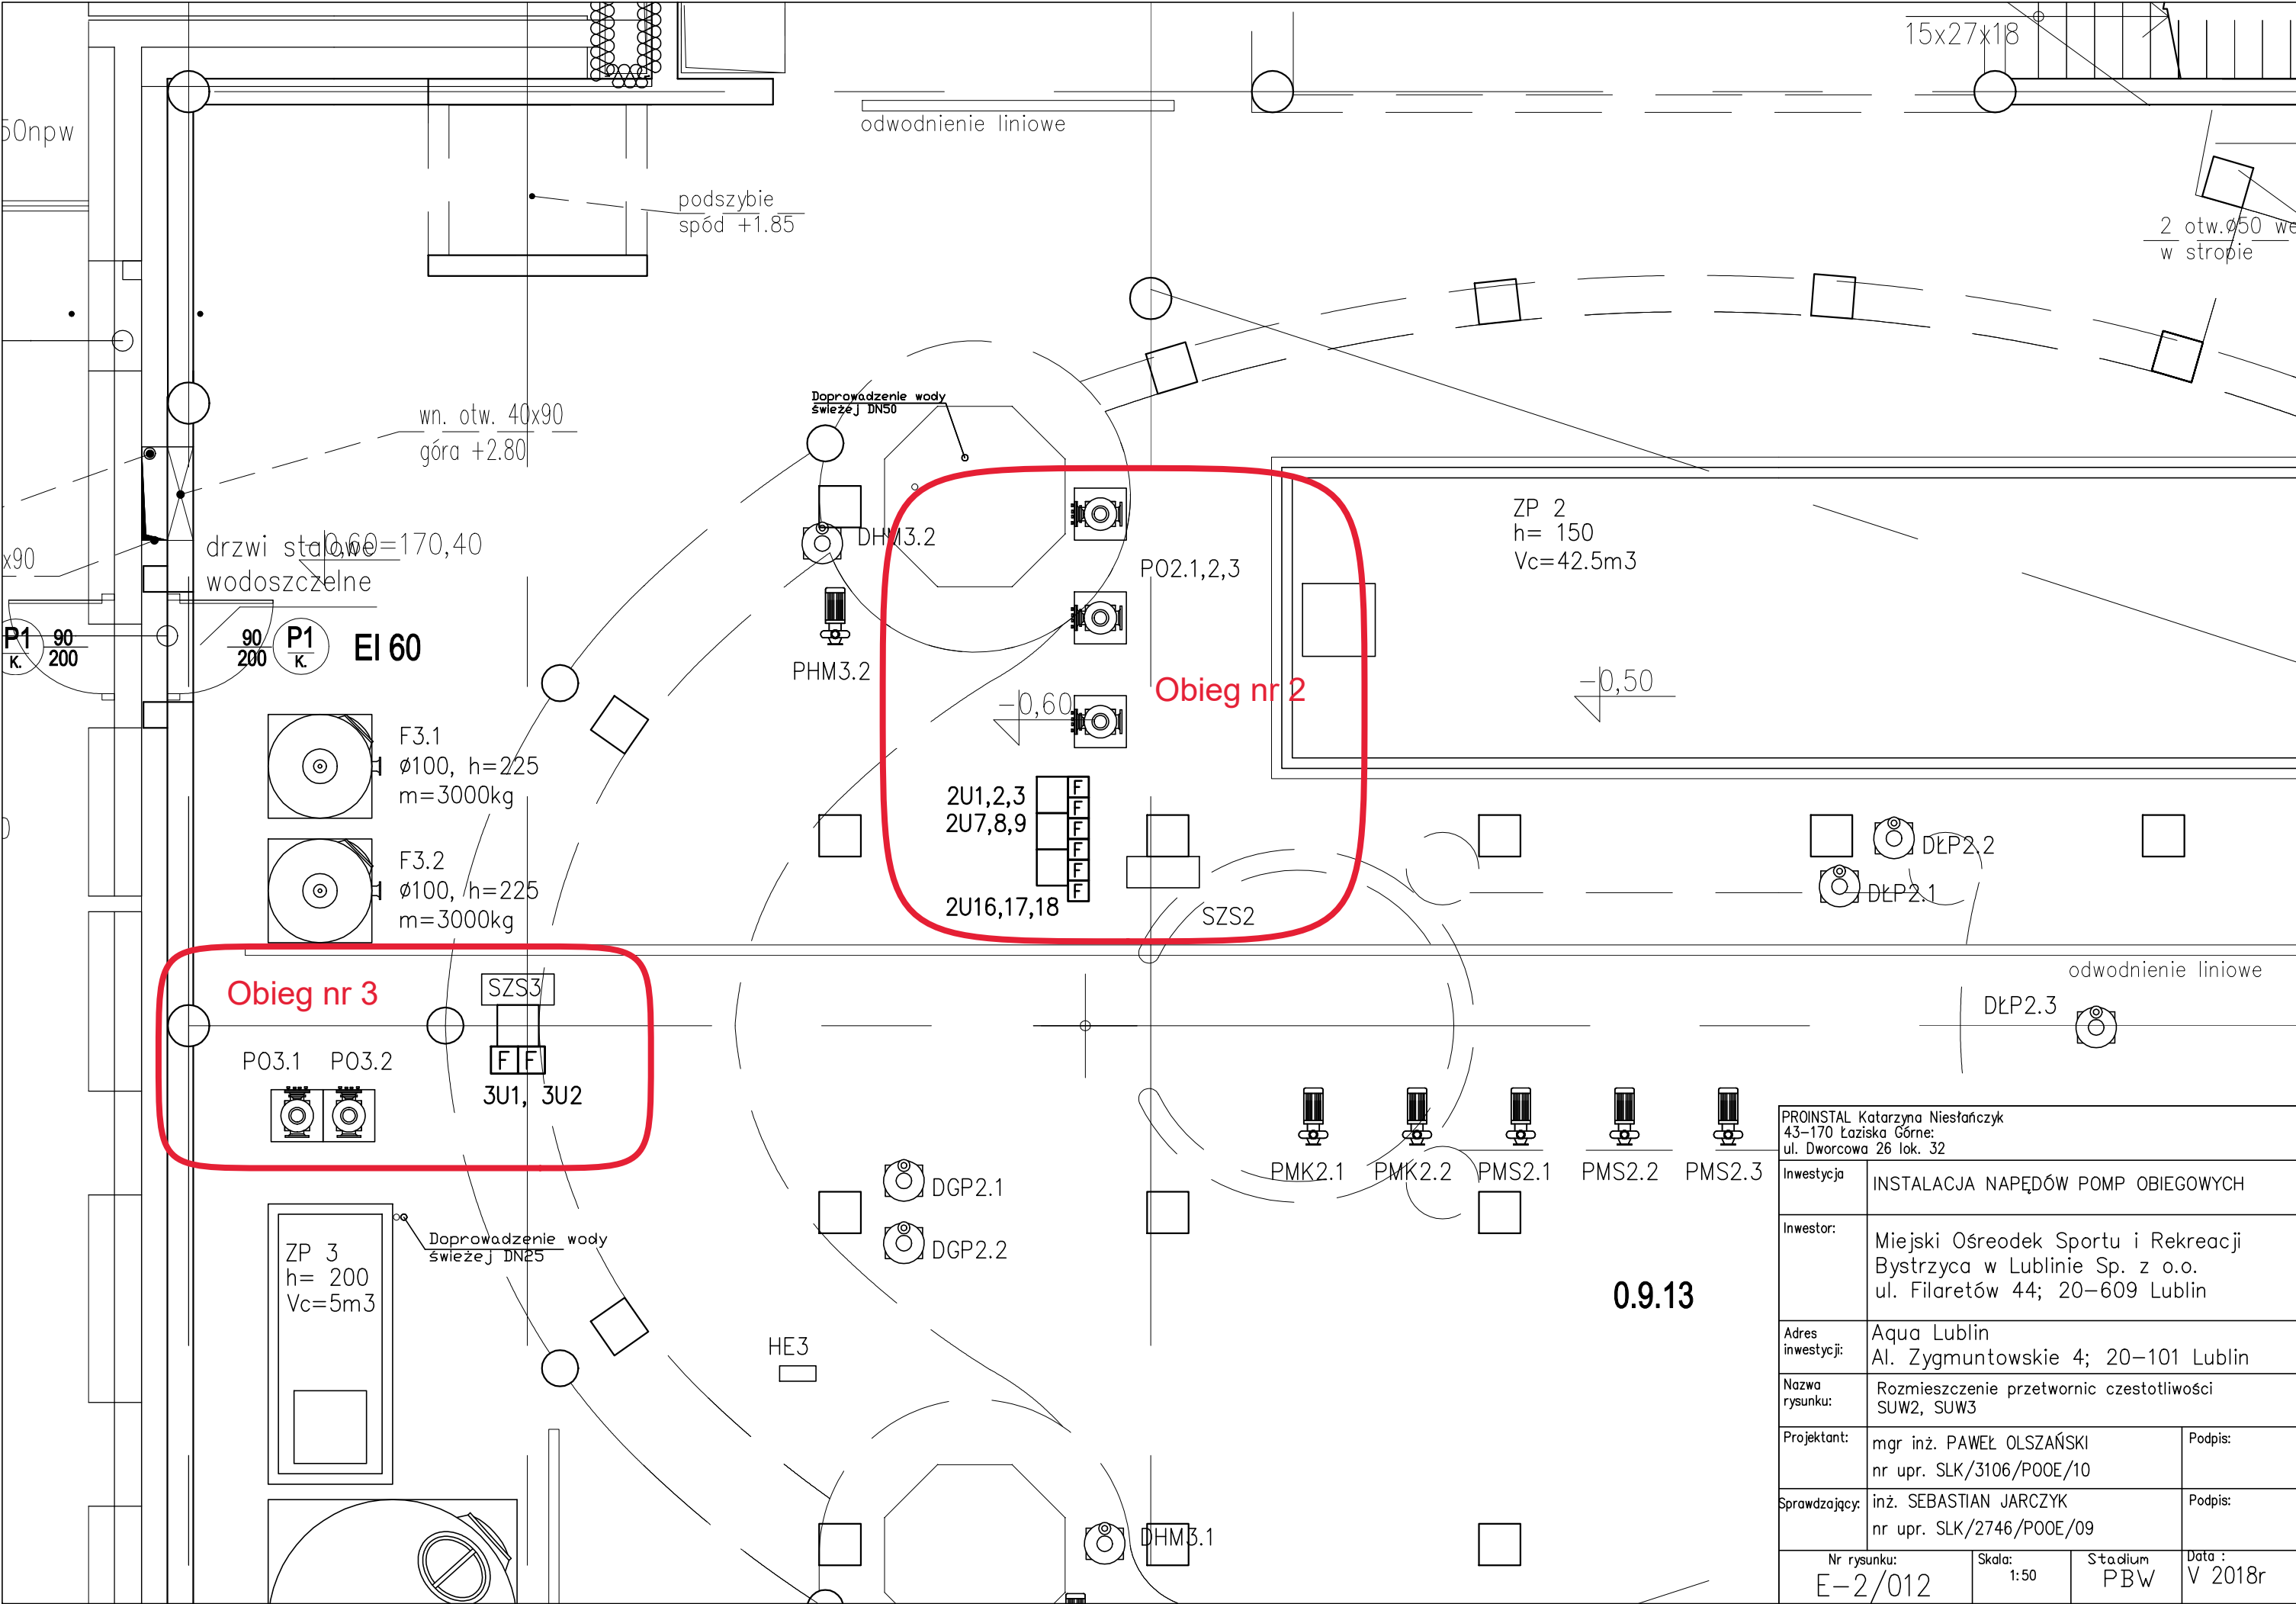 15x27x18
50npw
odwodnienie liniowe
podszybie
spód +1.85
2 otw.ø50
w stropie
Doprowadzenie wody
świeżej DN50
wn. otw. 40x90
góra +2.80
x90
drzwi stalowe
-0,60=170,40
wodoszczelne
P1
K.
90
200
90
200
P1
K.
EI 60
DHM3.2
PHM3.2
PO2.1,2,3
Obieg nr 2
-0,60
ZP 2
h= 150
Vc=42.5m3
-0,50
F3.1
ø100, h=225
m=3000kg
F3.2
ø100, h=225
m=3000kg
2U1,2,3
2U7,8,9
2U16,17,18
F
F
F
F
F
F
SZS2
DŁP2.2
DŁP2.1
odwodnienie liniowe
DŁP2.3
Obieg nr 3
SZS3
PO3.1 PO3.2
F F
3U1, 3U2
PMK2.1 PMK2.2 PMS2.1 PMS2.2 PMS2.3
DGP2.1
DGP2.2
Doprowadzenie wody
świeżej DN25
ZP 3
h= 200
Vc=5m3
HE3
0.9.13
DHM3.1
PROINSTAL Katarzyna Niesłańczyk
43-170 Łaziska Górne:
ul. Dworcowa 26 lok. 32
Inwestycja
INSTALACJA NAPĘDÓW POMP OBIEGOWYCH
Inwestor:
Miejski Ośreodek Sportu i Rekreacji
Bystrzyca w Lublinie Sp. z o.o.
ul. Filaretów 44; 20-609 Lublin
Adres
inwestycji:
Aqua Lublin
Al. Zygmuntowskie 4; 20-101 Lublin
Nazwa
rysunku:
Rozmieszczenie przetwornic czestotliwości
SUW2, SUW3
Projektant:
mgr inż. PAWEŁ OLSZAŃSKI
nr upr. SLK/3106/POOE/10
Podpis:
Sprawdzający:
inż. SEBASTIAN JARCZYK
nr upr. SLK/2746/POOE/09
Podpis:
Nr rysunku:
E-2/012
Skala:
1:50
Stadium
PBW
Data :
V 2018r